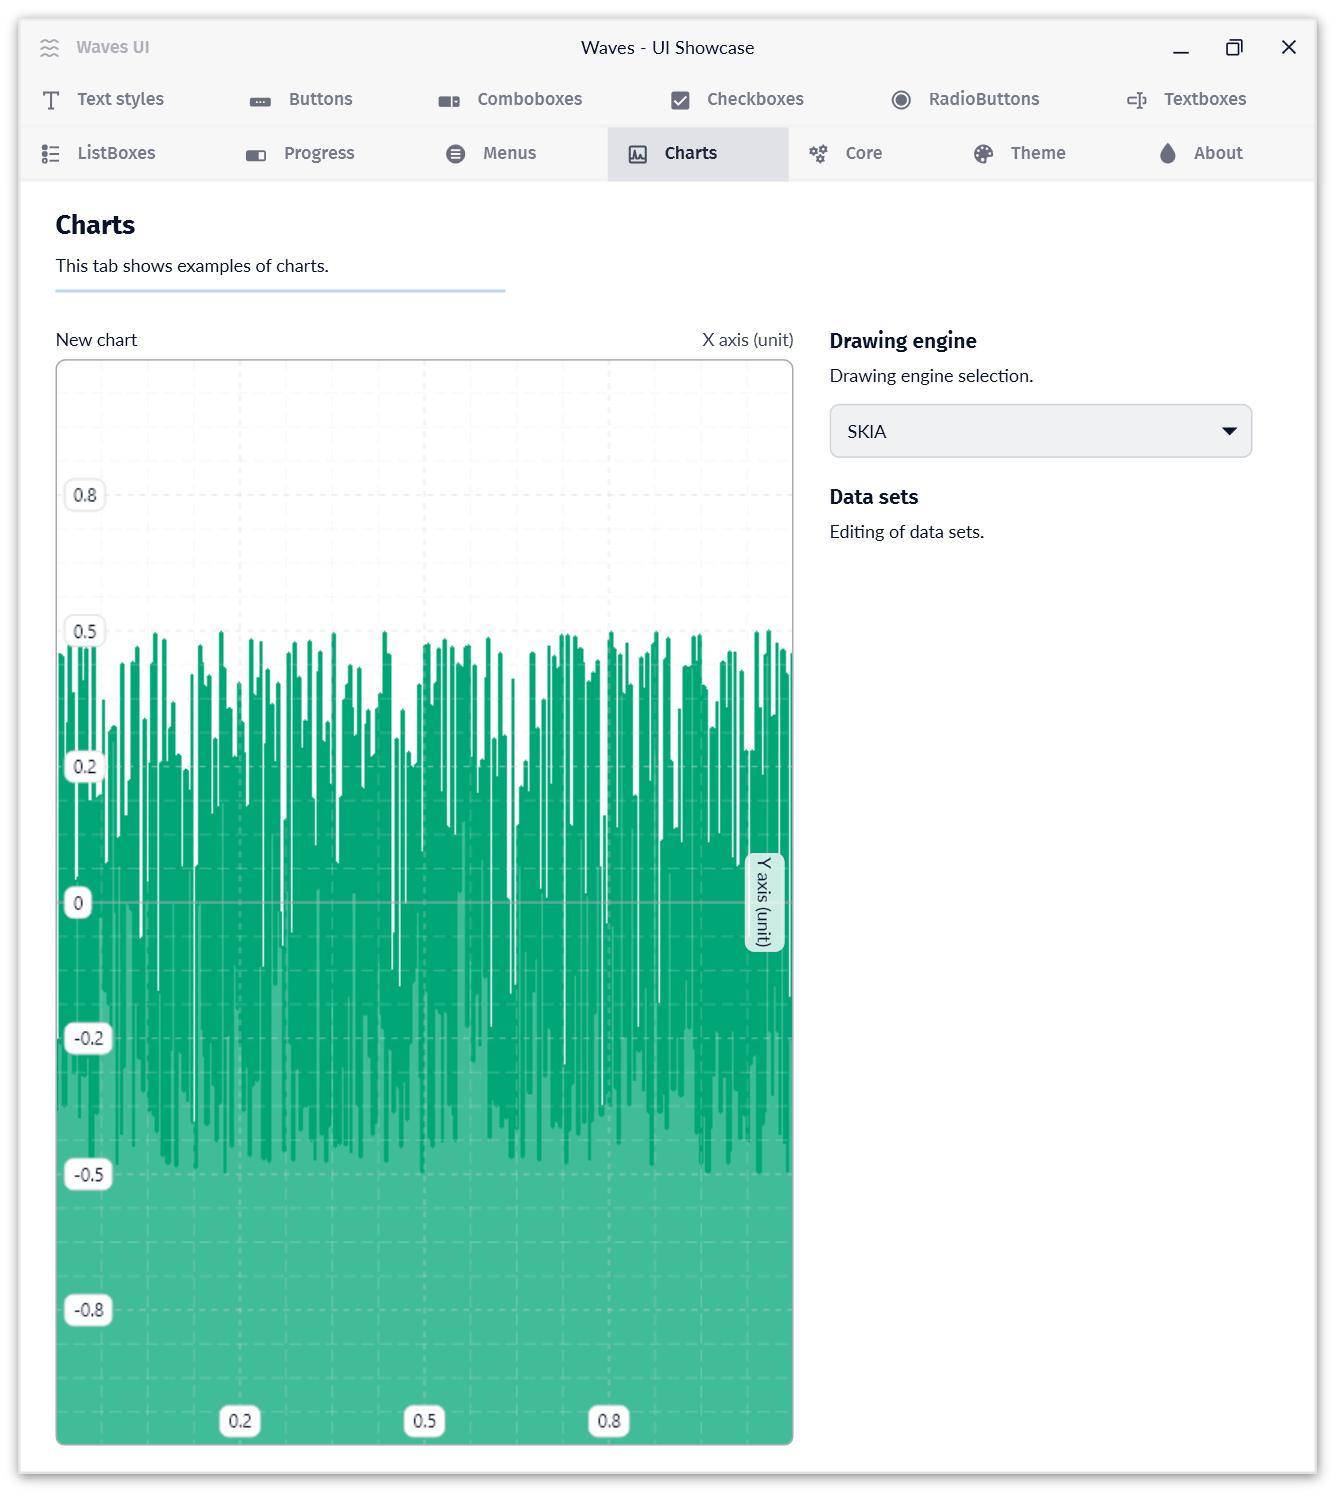 Waves UI
Waves - UI Showcase
Text styles
Buttons
Comboboxes
Checkboxes
RadioButtons
Textboxes
ListBoxes
Progress
Menus
Charts
Core
Theme
About
Charts
This tab shows examples of charts.
New chart
X axis (unit)
0.8
0.5
0.2
0
-0.2
-0.5
-0.8
0.2
0.5
0.8
Y axis (unit)
Drawing engine
Drawing engine selection.
SKIA
Data sets
Editing of data sets.